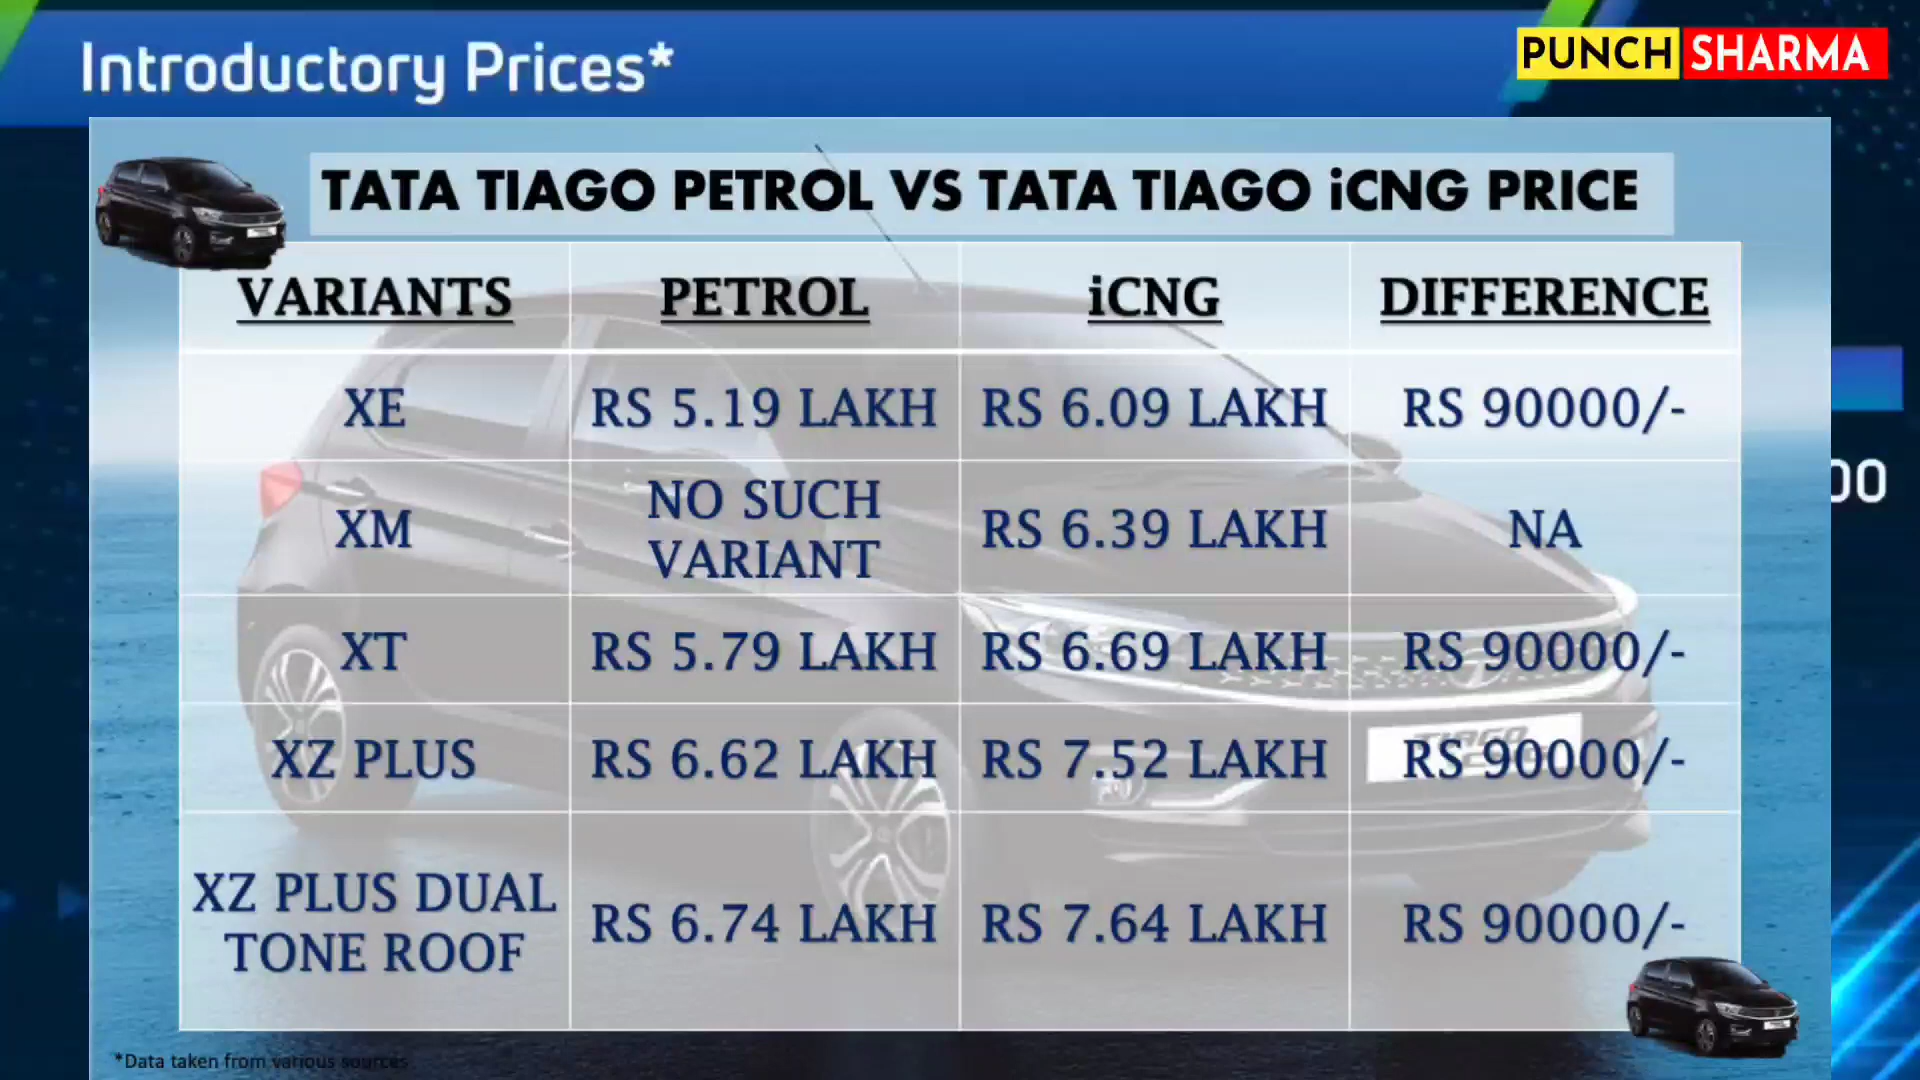 Introductory Prices*
PUNCH SHARMA
TATA TIAGO PETROL VS TATA TIAGO iCNG PRICE
VARIANTS PETROL iCNG DIFFERENCE
XE RS 5.19 LAKH RS 6.09 LAKH RS 90000/-
XM NO SUCH VARIANT RS 6.39 LAKH NA
XT RS 5.79 LAKH RS 6.69 LAKH RS 90000/-
XZ PLUS RS 6.62 LAKH RS 7.52 LAKH RS 90000/-
XZ PLUS DUAL TONE ROOF RS 6.74 LAKH RS 7.64 LAKH RS 90000/-
*Data taken from various sources